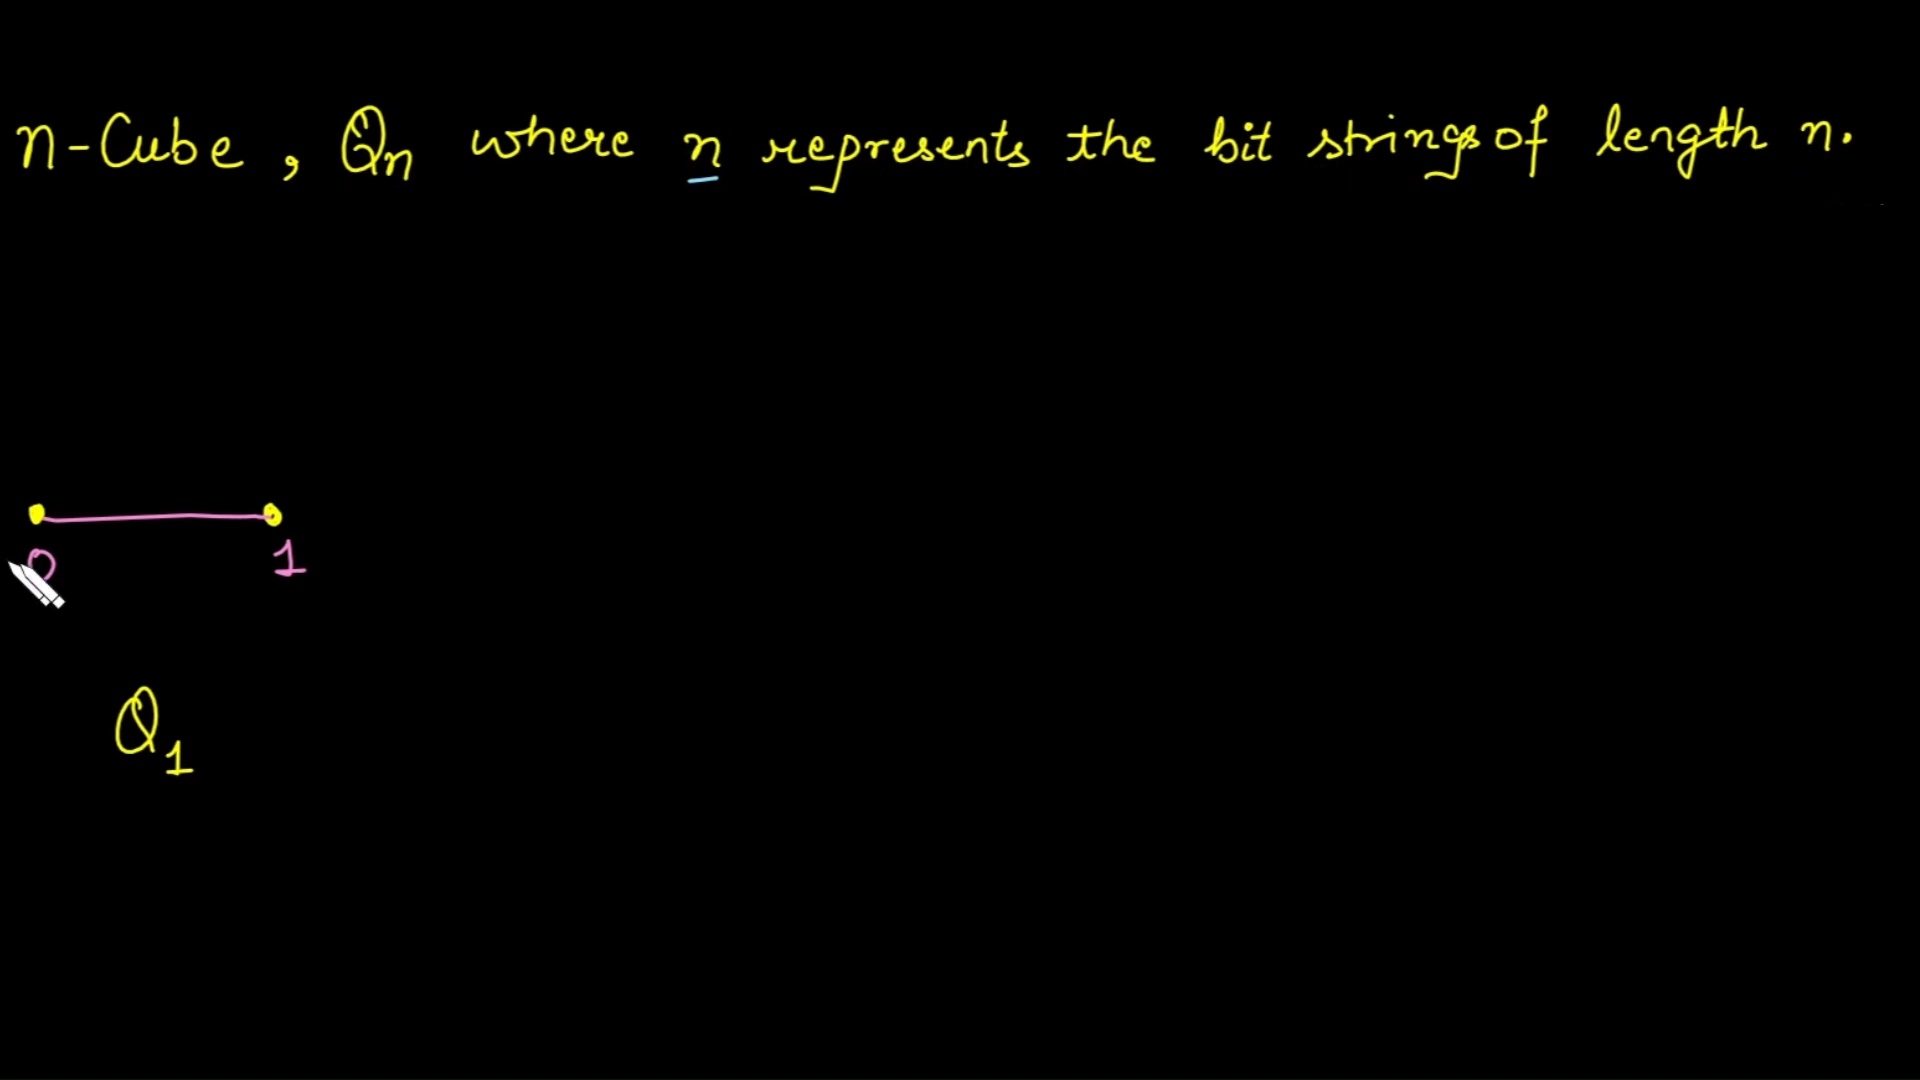 n-Cube, Qn where n represents the bit strings of length n.
0 1
Q1